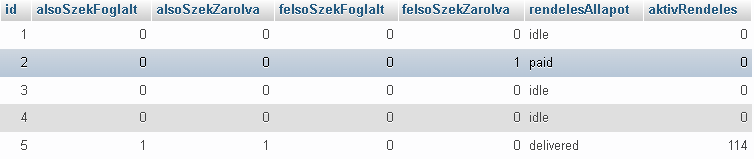 id alsoSzekFoglalt alsoSzekZarolva felsoSzekFoglalt felsoSzekZarolva rendelesAllapot aktivRendeles
1 0 0 0 0 idle 0
2 0 0 0 1 paid 0
3 0 0 0 0 idle 0
4 0 0 0 0 idle 0
5 1 1 0 0 delivered 114